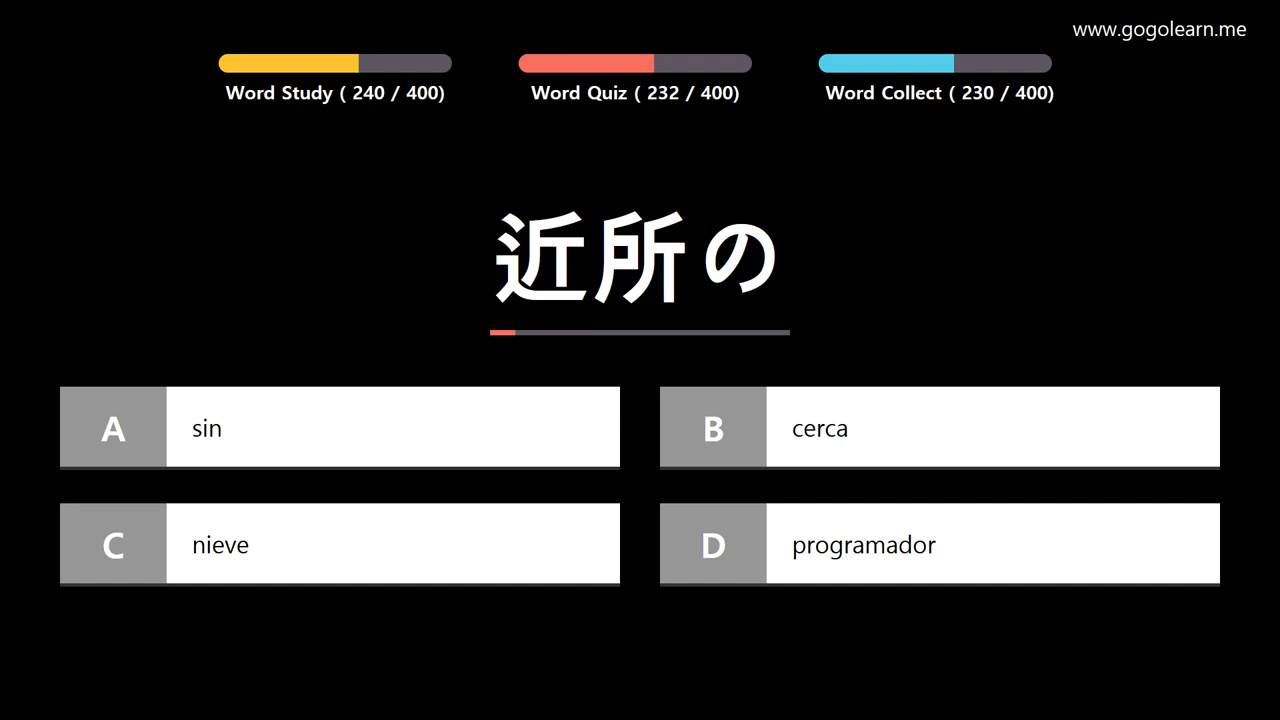 www.gogolearn.me
Word Study ( 240 / 400)
Word Quiz ( 232 / 400)
Word Collect ( 230 / 400)
近所の
A sin
B cerca
C nieve
D programador